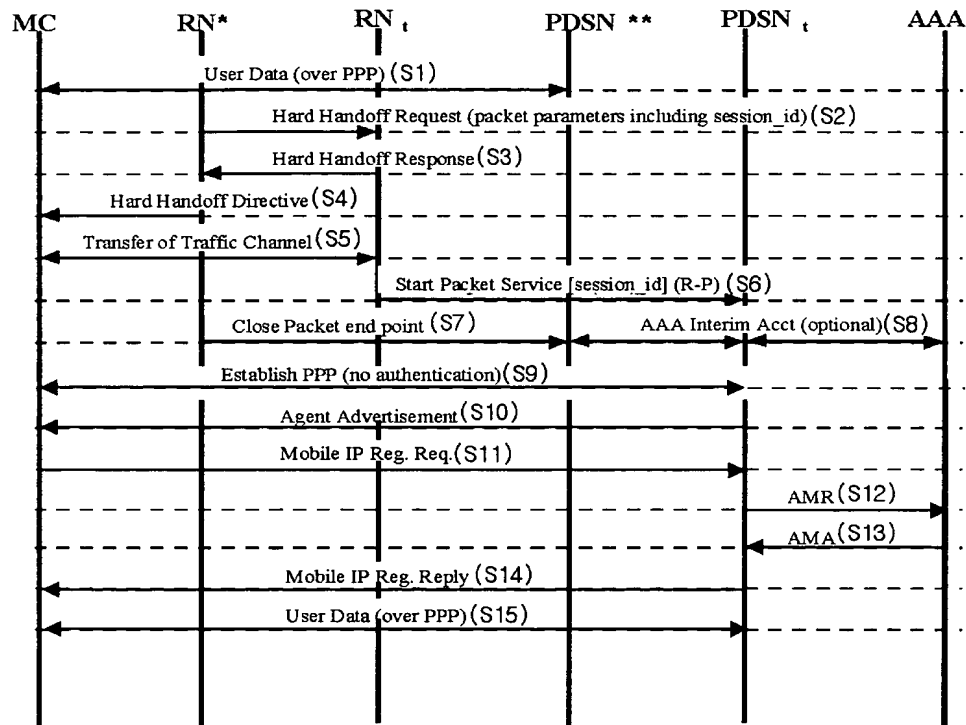 MC RN* RN t PDSN ** PDSN t AAA
User Data (over PPP) (S1)
Hard Handoff Request (packet parameters including session_id) (S2)
Hard Handoff Response (S3)
Hard Handoff Directive (S4)
Transfer of Traffic Channel (S5)
Start Packet Service [session_id] (R-P) (S6)
Close Packet end point (S7) AAA Interim Acct (optional) (S8)
Establish PPP (no authentication) (S9)
Agent Advertisement (S10)
Mobile IP Reg. Req. (S11)
AMR (S12)
AMA (S13)
Mobile IP Reg. Reply (S14)
User Data (over PPP) (S15)